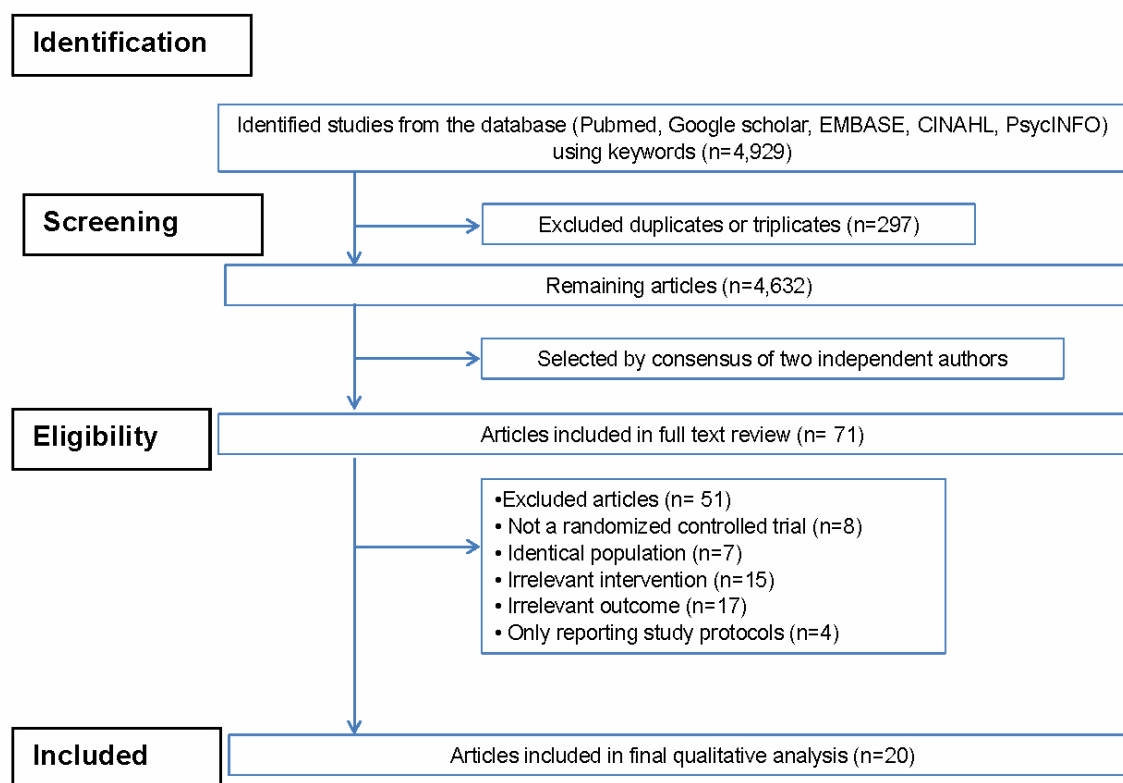 Identification
Identified studies from the database (Pubmed, Google scholar, EMBASE, CINAHL, PsycINFO)
using keywords (n=4,929)
Screening
Excluded duplicates or triplicates (n=297)
Remaining articles (n=4,632)
Selected by consensus of two independent authors
Eligibility
Articles included in full text review (n= 71)
•Excluded articles (n= 51)
• Not a randomized controlled trial (n=8)
• Identical population (n=7)
• Irrelevant intervention (n=15)
• Irrelevant outcome (n=17)
• Only reporting study protocols (n=4)
Included
Articles included in final qualitative analysis (n=20)